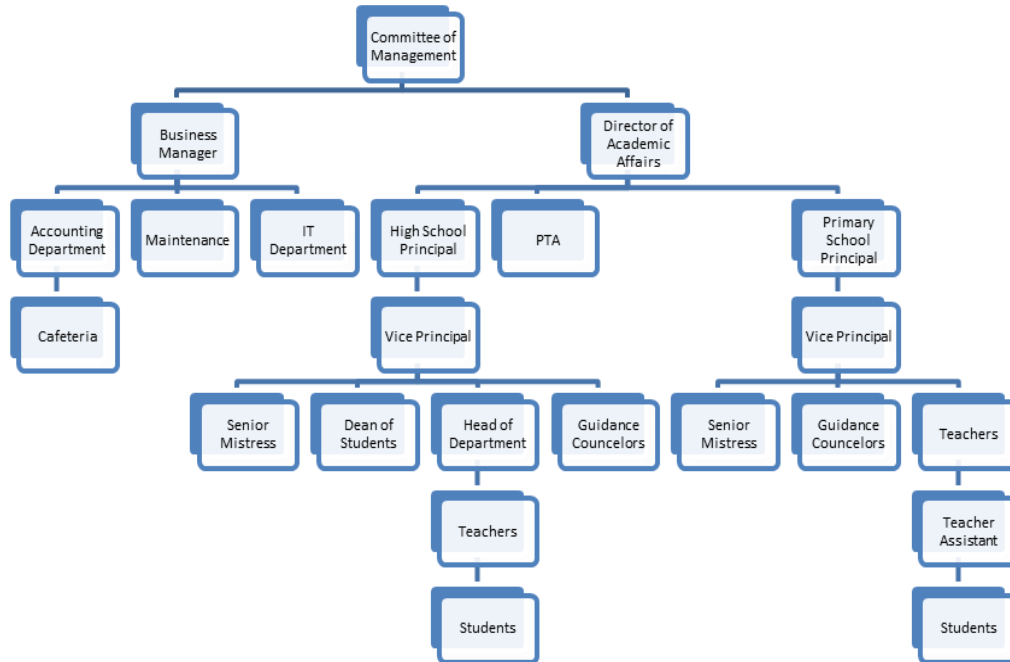 Committee of
Management
Business
Manager
Director of
Academic
Affairs
Accounting
Department
Maintenance
IT
Department
High School
Principal
PTA
Primary
School
Principal
Cafeteria
Vice Principal
Vice Principal
Senior
Mistress
Dean of
Students
Head of
Department
Guidance
Councelors
Senior
Mistress
Guidance
Councelors
Teachers
Teachers
Teacher
Assistant
Students
Students